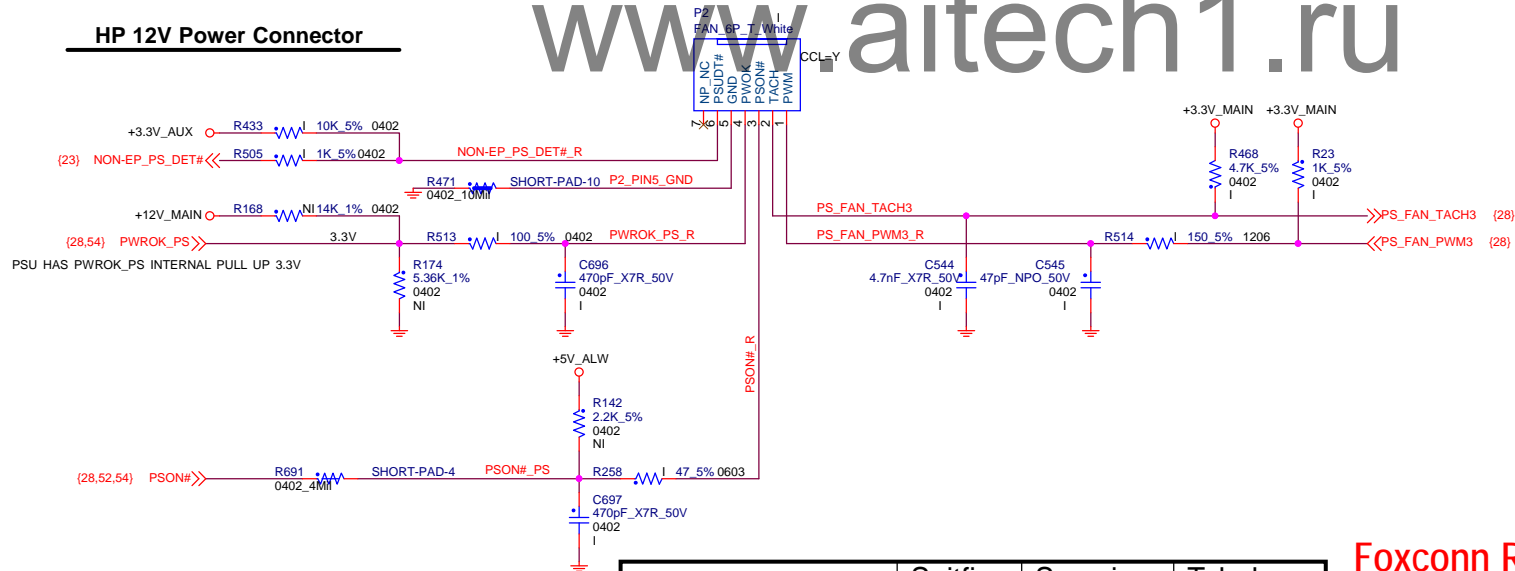 www.aitech1.ru
HP 12V Power Connector
P2
I
FAN_6P_T_White
CCL=Y
NP_NC
PSUDT#
GND
PWOK
PSON#
TACH
PWM
7
6
5
4
3
2
1
+3.3V_AUX
R433
I
10K_5%
0402
{23}
NON-EP_PS_DET#
R505
I
1K_5%
0402
NON-EP_PS_DET#_R
R471
SHORT-PAD-10
P2_PIN5_GND
0402_10Mil
+12V_MAIN
R168
NI
14K_1%
0402
{28,54}
PWROK_PS
3.3V
R513
I
100_5%
0402
PWROK_PS_R
PSU HAS PWROK_PS INTERNAL PULL UP 3.3V
R174
5.36K_1%
0402
NI
C696
470pF_X7R_50V
0402
I
+3.3V_MAIN
+3.3V_MAIN
R468
4.7K_5%
0402
I
R23
1K_5%
0402
I
PS_FAN_TACH3
PS_FAN_TACH3
{28}
PS_FAN_PWM3_R
R514
I
150_5%
1206
PS_FAN_PWM3
{28}
C544
4.7nF_X7R_50V
0402
I
C545
47pF_NPO_50V
0402
I
PSON#_R
+5V_ALW
R142
2.2K_5%
0402
NI
{28,52,54}
PSON#
R691
SHORT-PAD-4
0402_4Mil
PSON#_PS
R258
I
47_5%
0603
C697
470pF_X7R_50V
0402
I
Foxconn R